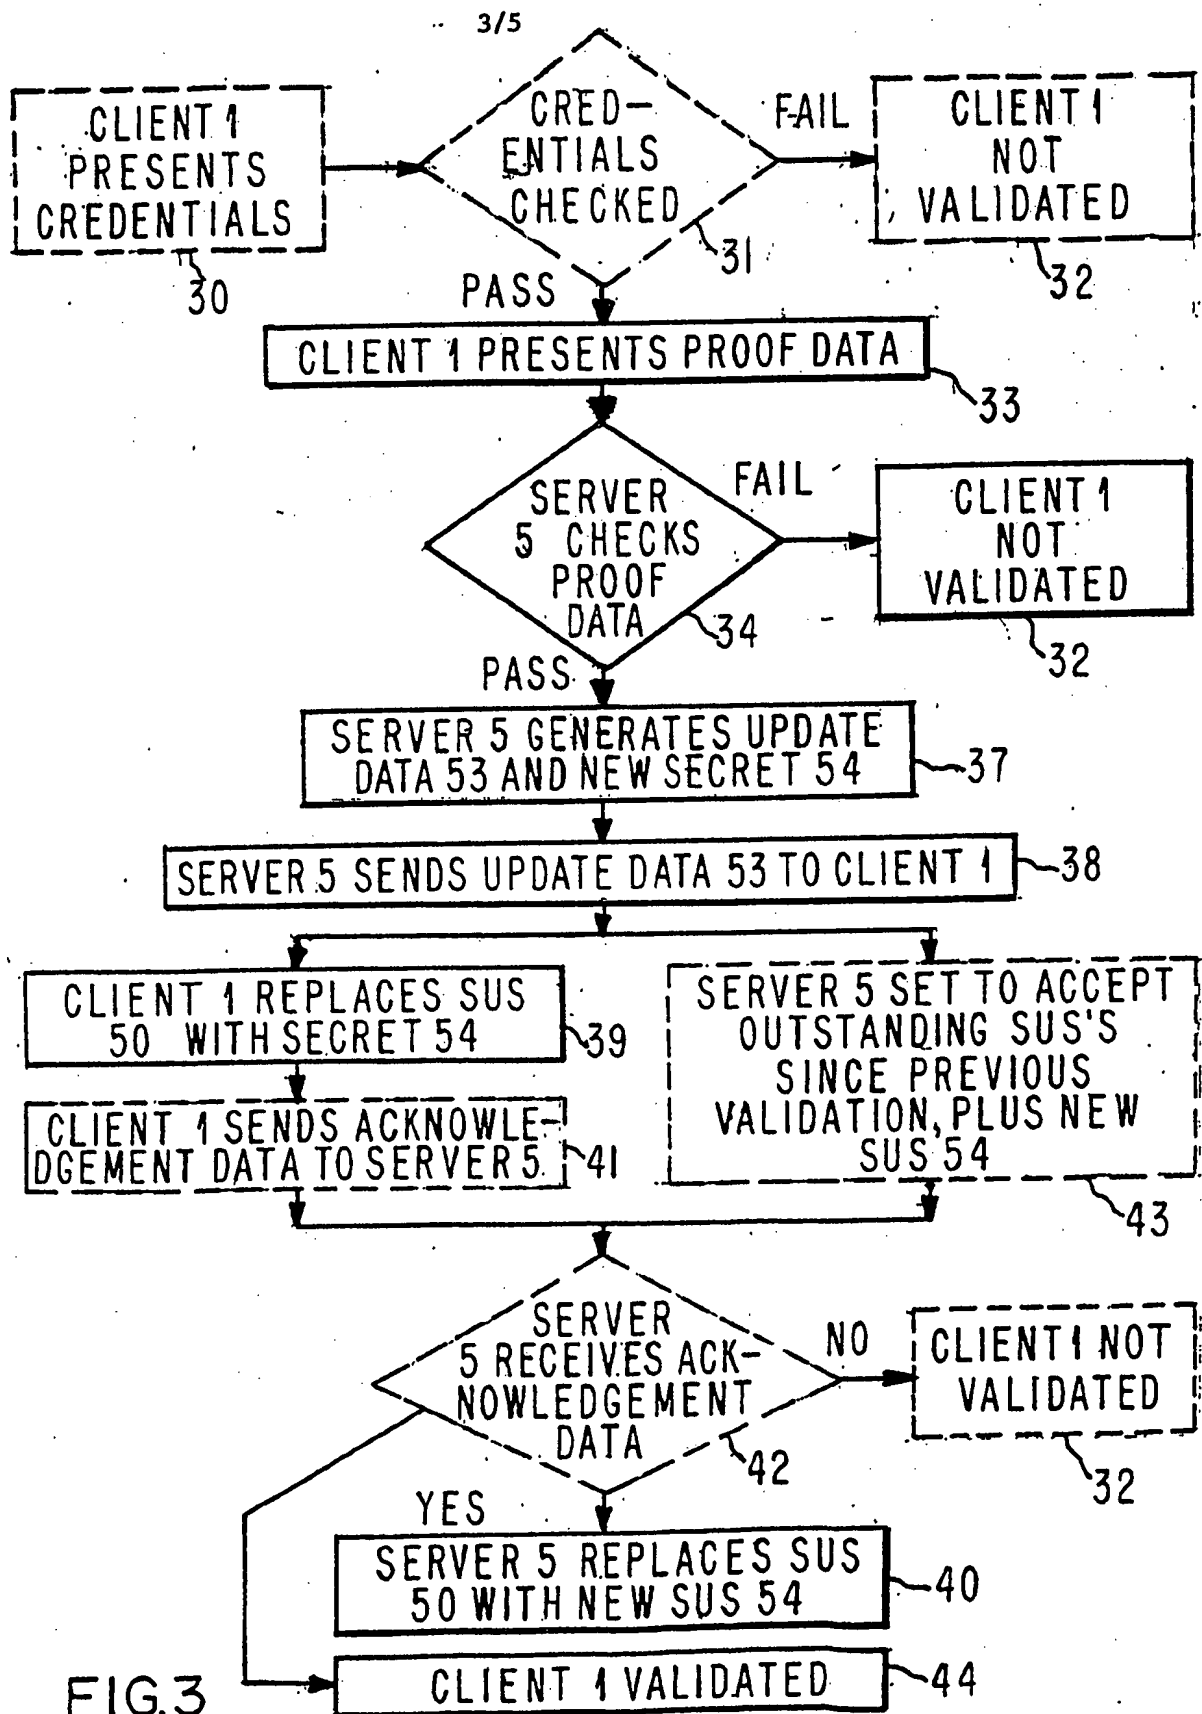 3/5
CLIENT 1
PRESENTS
CREDENTIALS
30
CRED-
ENTIALS
CHECKED
31
FAIL
CLIENT 1
NOT
VALIDATED
32
PASS
CLIENT 1 PRESENTS PROOF DATA
33
SERVER
5 CHECKS
PROOF
DATA
34
FAIL
CLIENT 1
NOT
VALIDATED
32
PASS
SERVER 5 GENERATES UPDATE
DATA 53 AND NEW SECRET 54
37
SERVER 5 SENDS UPDATE DATA 53 TO CLIENT 1
38
CLIENT 1 REPLACES SUS
50 WITH SECRET 54
39
CLIENT 1 SENDS ACKNOWLE-
DGEMENT DATA TO SERVER 5
41
SERVER 5 SET TO ACCEPT
OUTSTANDING SUS'S
SINCE PREVIOUS
VALIDATION, PLUS NEW
SUS 54
43
SERVER
5 RECEIVES ACK-
NOWLEDGEMENT
DATA
42
NO
CLIENT 1 NOT
VALIDATED
32
YES
SERVER 5 REPLACES SUS
50 WITH NEW SUS 54
40
CLIENT 1 VALIDATED
44
FIG.3